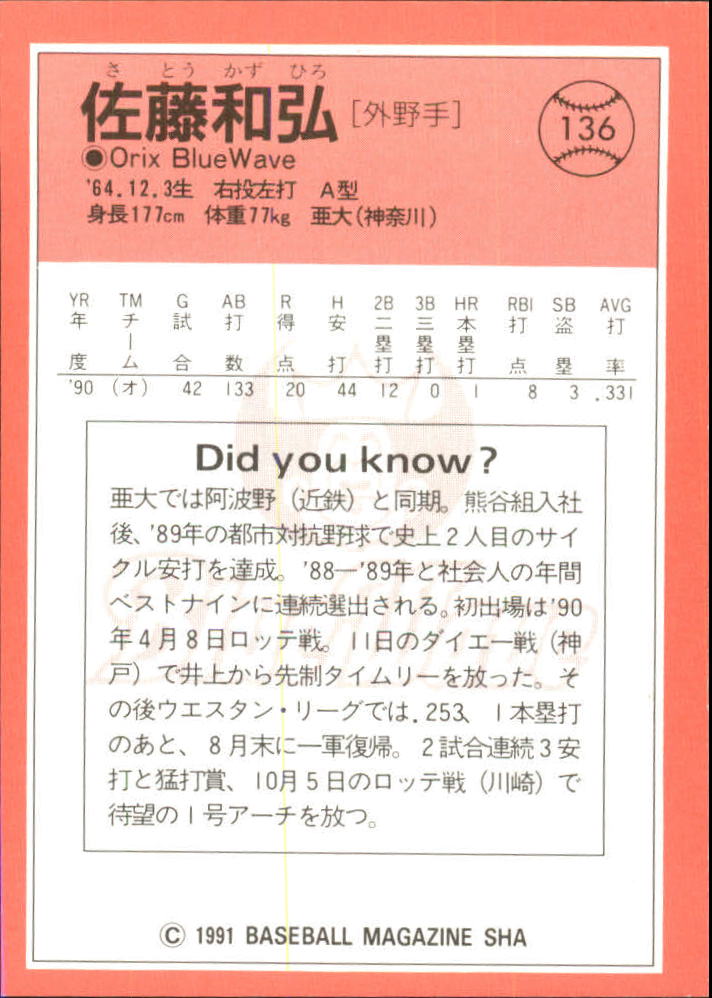 さ とう かず ひろ
佐藤和弘 [外野手] 136
●Orix BlueWave
'64.12.3生 右投左打 A型
身長177cm 体重77kg 亜大(神奈川)
YR TM G AB R H 2B 3B HR RBI SB AVG
年度 チーム 試合 打数 得点 安打 二塁打 三塁打 本塁打 打点 盗塁 打率
'90 (オ) 42 133 20 44 12 0 1 8 3 .331
Did you know?
亜大では阿波野(近鉄)と同期。熊谷組入社
後、'89年の都市対抗野球で史上2人目のサイ
クル安打を達成。'88―'89年と社会人の年間
ベストナインに連続選出される。初出場は'90
年4月8日ロッテ戦。11日のダイエー戦(神
戸)で井上から先制タイムリーを放った。そ
の後ウエスタン・リーグでは.253、1本塁打
のあと、8月末に一軍復帰。2試合連続3安
打と猛打賞、10月5日のロッテ戦(川崎)で
待望の1号アーチを放つ。
© 1991 BASEBALL MAGAZINE SHA